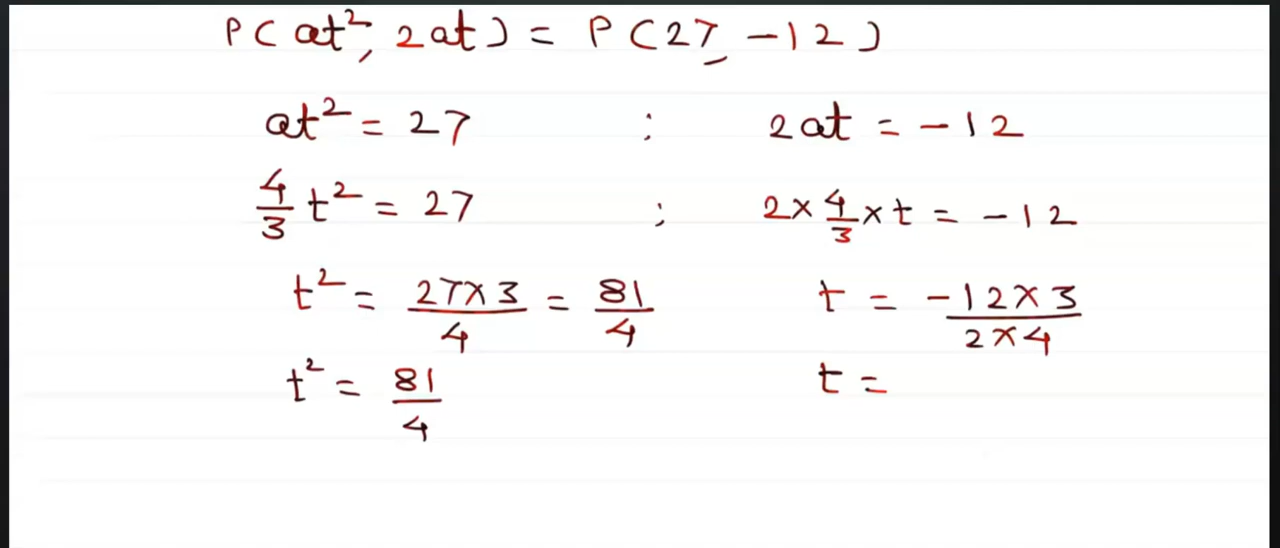 P(at², 2at) = P(27, -12)
at² = 27 ; 2at = -12
4/3 t² = 27 ; 2 × 4/3 × t = -12
t² = 27×3/4 = 81/4 t = -12×3/2×4
t² = 81/4 t =